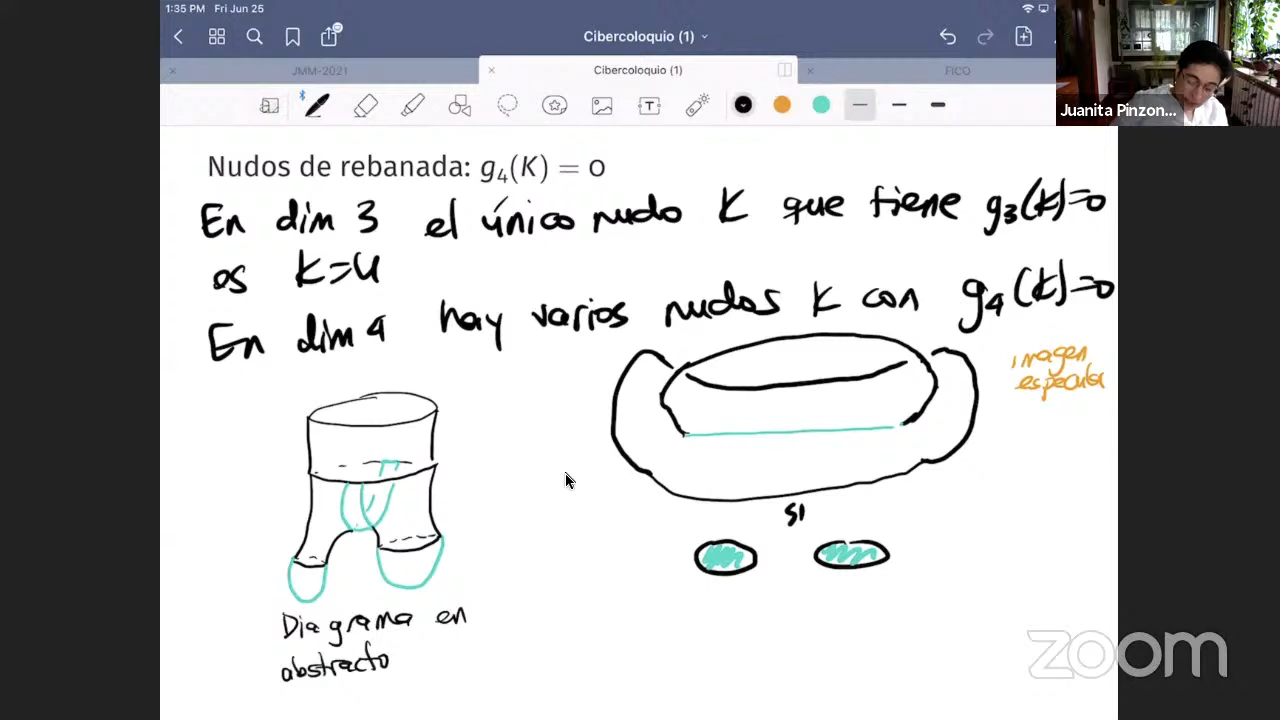 1:35 PM Fri Jun 25
Cibercoloquio (1)
JMM-2021
Cibercoloquio (1)
FICO
Juanita Pinzon...
Nudos de rebanada: g₄(K) = 0
En dim 3 el único nudo K que tiene g₃(K)=0
es K=U
En dim 4 hay varios nudos K con g₄(K)=0
imagen
especular
SI
Diagrama en
abstracto
zoom